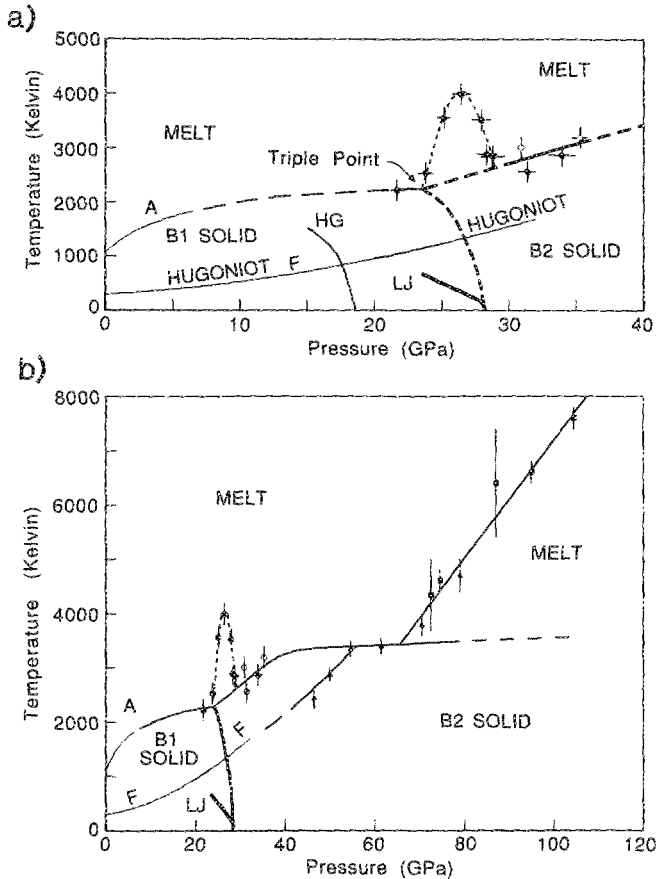 a)
5000
4000
3000
2000
1000
0
Temperature (Kelvin)
MELT
MELT
Triple Point
A
B1 SOLID
HG
HUGONIOT
F
HUGONIOT
B2 SOLID
LJ
0
10
20
30
40
Pressure (GPa)
b)
8000
6000
4000
2000
0
Temperature (Kelvin)
MELT
MELT
A
B1
SOLID
F
F
B2 SOLID
LJ
0
20
40
60
80
100
120
Pressure (GPa)